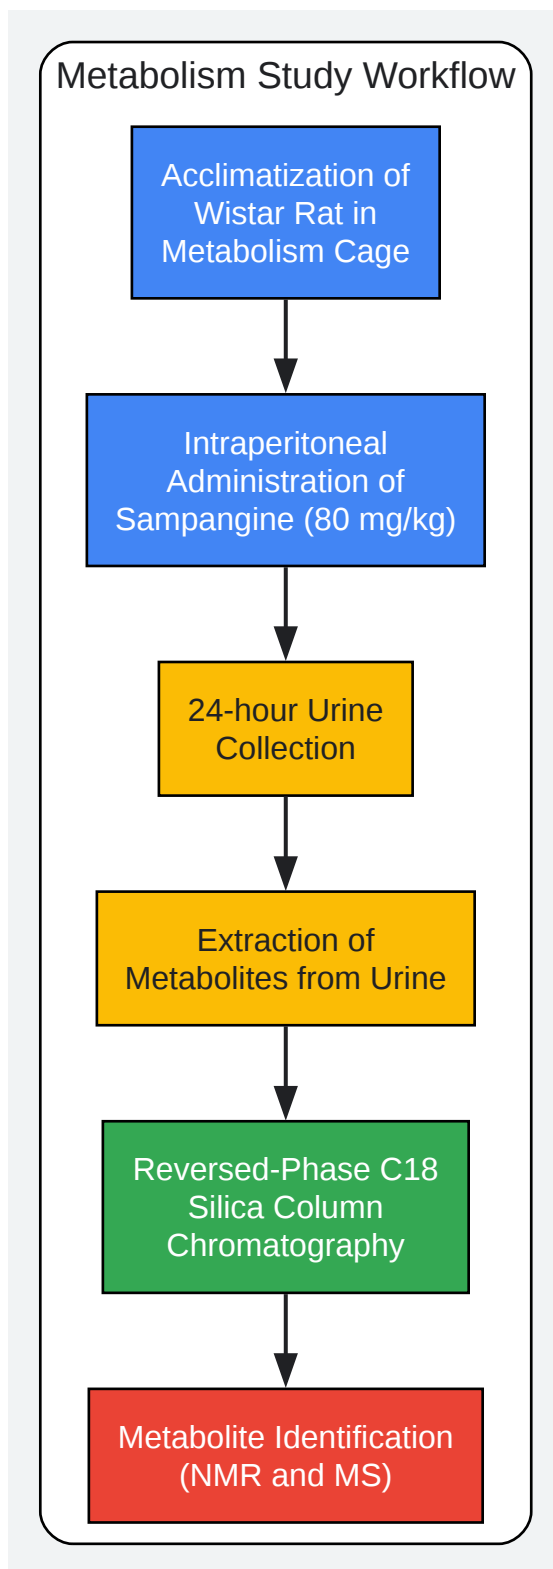 Metabolism Study Workflow
Acclimatization of
Wistar Rat in
Metabolism Cage
Intraperitoneal
Administration of
Sampangine (80 mg/kg)
24-hour Urine
Collection
Extraction of
Metabolites from Urine
Reversed-Phase C18
Silica Column
Chromatography
Metabolite Identification
(NMR and MS)